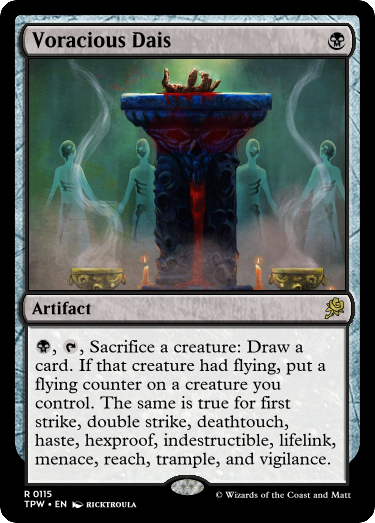 Voracious Dais
Artifact
, , Sacrifice a creature: Draw a
card. If that creature had flying, put a
flying counter on a creature you
control. The same is true for first
strike, double strike, deathtouch,
haste, hexproof, indestructible, lifelink,
menace, reach, trample, and vigilance.
R 0115
TPW • EN RICKTROULA
© Wizards of the Coast and Matt